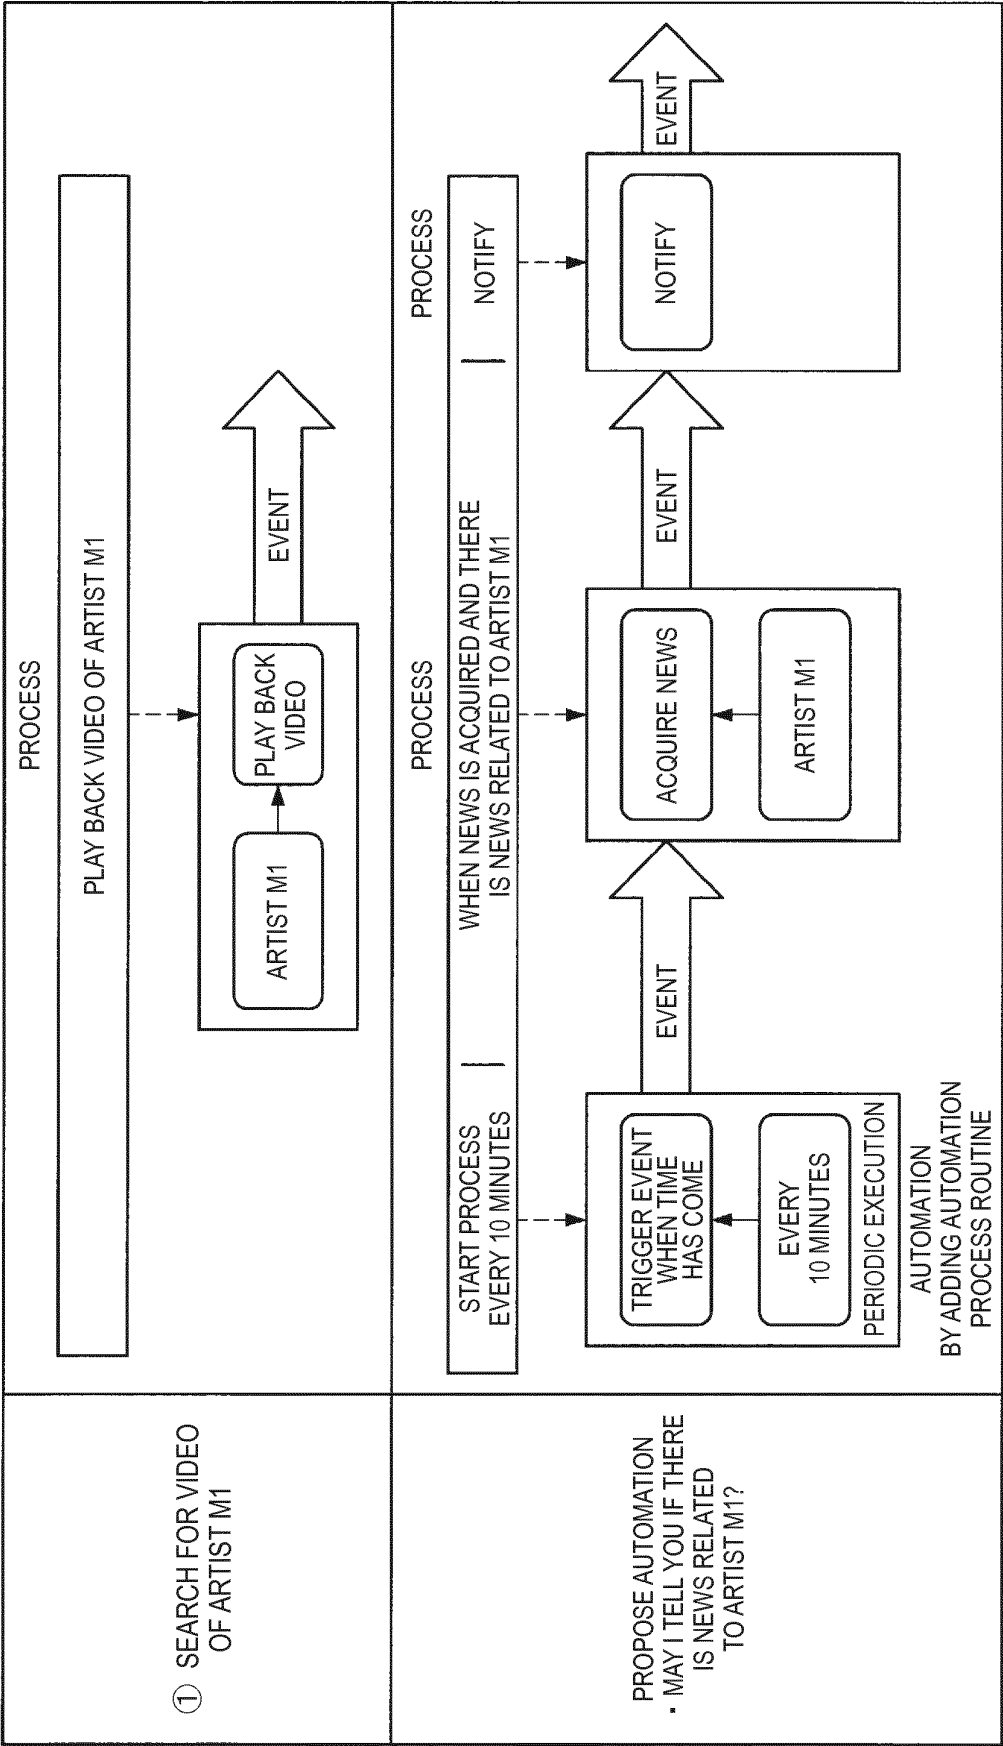 ① SEARCH FOR VIDEO
OF ARTIST M1
PROCESS
PLAY BACK VIDEO OF ARTIST M1
ARTIST M1
PLAY BACK
VIDEO
EVENT
PROPOSE AUTOMATION
• MAY I TELL YOU IF THERE
IS NEWS RELATED
TO ARTIST M1?
PROCESS
PROCESS
START PROCESS
EVERY 10 MINUTES
WHEN NEWS IS ACQUIRED AND THERE
IS NEWS RELATED TO ARTIST M1
NOTIFY
TRIGGER EVENT
WHEN TIME
HAS COME
EVERY
10 MINUTES
PERIODIC EXECUTION
EVENT
ACQUIRE NEWS
ARTIST M1
EVENT
NOTIFY
EVENT
AUTOMATION
BY ADDING AUTOMATION
PROCESS ROUTINE